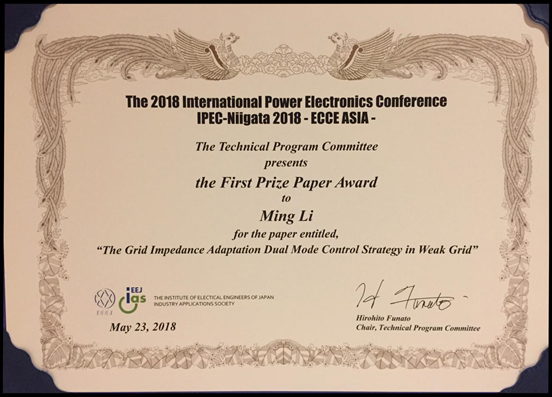 The 2018 International Power Electronics Conference
IPEC-Niigata 2018 - ECCE ASIA -
The Technical Program Committee
presents
the First Prize Paper Award
to
Ming Li
for the paper entitled,
“The Grid Impedance Adaptation Dual Mode Control Strategy in Weak Grid”
IEEJ
EEJ
ias
THE INSTITUTE OF ELECTICAL ENGINEERS OF JAPAN
INDUSTRY APPLICATIONS SOCIETY
May 23, 2018
H Funato
Hirohito Funato
Chair, Technical Program Committee